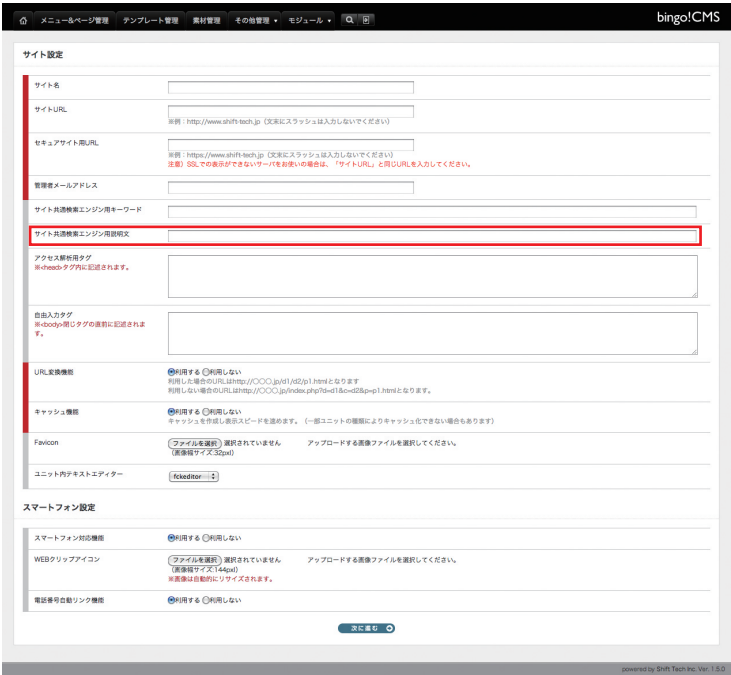 メニュー&ページ管理 テンプレート管理 素材管理 その他管理 モジュール bingo!CMS
サイト設定
サイト名
サイトURL
※例：http://www.shift-tech.jp（文末にスラッシュは入力しないでください）
セキュアサイト用URL
※例：https://www.shift-tech.jp（文末にスラッシュは入力しないでください）
注意）SSLでの表示ができないサーバをお使いの場合は、「サイトURL」と同じURLを入力してください。
管理者メールアドレス
サイト共通検索エンジン用キーワード
サイト共通検索エンジン用説明文
アクセス解析用タグ
※<head>タグ内に記述されます。
自由入力タグ
※<body>閉じタグの直前に記述されま
す。
URL変換機能 利用する 利用しない
利用した場合のURLはhttp://〇〇〇.jp/d1/d2/p1.htmlとなります
利用しない場合のURLはhttp://〇〇〇.jp/index.php?d=d1&c=d2&p=p1.htmlとなります。
キャッシュ機能 利用する 利用しない
キャッシュを作成し表示スピードを速めます。（一部ユニットの種類によりキャッシュ化できない場合もあります）
Favicon ファイルを選択 選択されていません アップロードする画像ファイルを選択してください。
（画像幅サイズ:32pxl）
ユニット内テキストエディター fckeditor
スマートフォン設定
スマートフォン対応機能 利用する 利用しない
WEBクリップアイコン ファイルを選択 選択されていません アップロードする画像ファイルを選択してください。
（画像幅サイズ:144pxl）
※画像は自動的にリサイズされます。
電話番号自動リンク機能 利用する 利用しない
次に進む
powered by Shift Tech Inc. Ver. 1.5.0